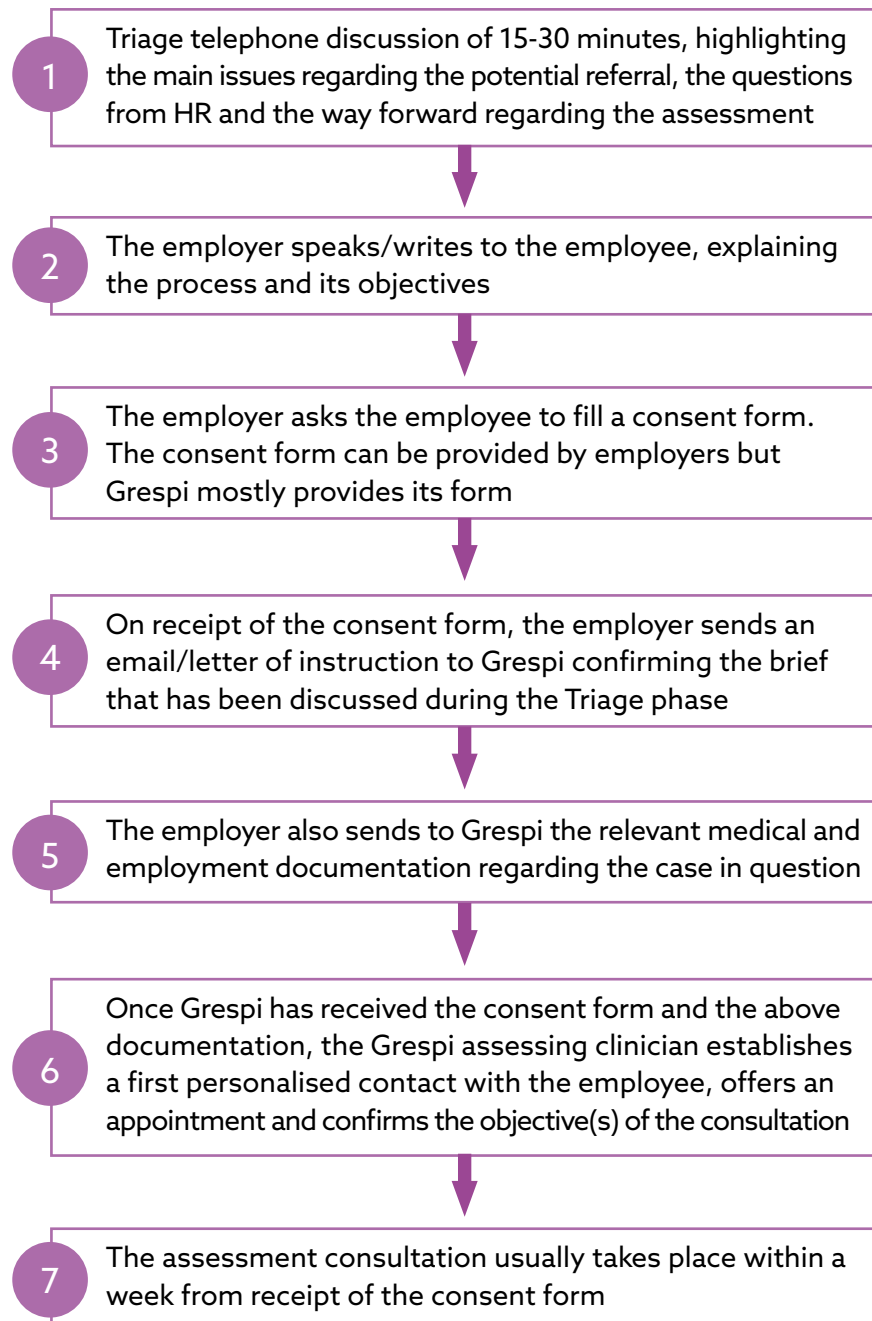 1
Triage telephone discussion of 15-30 minutes, highlighting
the main issues regarding the potential referral, the questions
from HR and the way forward regarding the assessment
2
The employer speaks/writes to the employee, explaining
the process and its objectives
3
The employer asks the employee to fill a consent form.
The consent form can be provided by employers but
Grespi mostly provides its form
4
On receipt of the consent form, the employer sends an
email/letter of instruction to Grespi confirming the brief
that has been discussed during the Triage phase
5
The employer also sends to Grespi the relevant medical and
employment documentation regarding the case in question
6
Once Grespi has received the consent form and the above
documentation, the Grespi assessing clinician establishes
a first personalised contact with the employee, offers an
appointment and confirms the objective(s) of the consultation
7
The assessment consultation usually takes place within a
week from receipt of the consent form